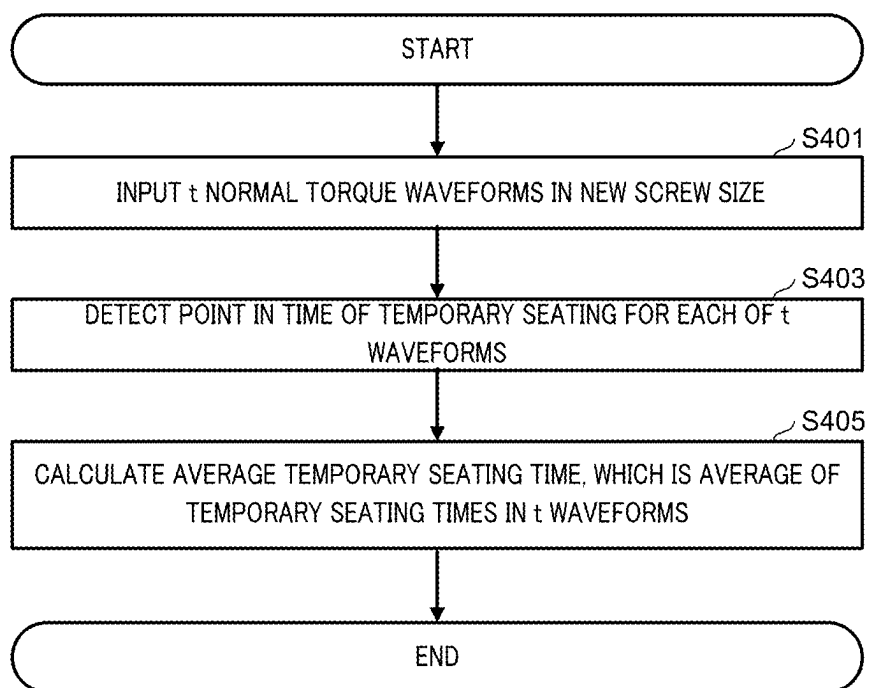 START
S401
INPUT t NORMAL TORQUE WAVEFORMS IN NEW SCREW SIZE
S403
DETECT POINT IN TIME OF TEMPORARY SEATING FOR EACH OF t
WAVEFORMS
S405
CALCULATE AVERAGE TEMPORARY SEATING TIME, WHICH IS AVERAGE OF
TEMPORARY SEATING TIMES IN t WAVEFORMS
END